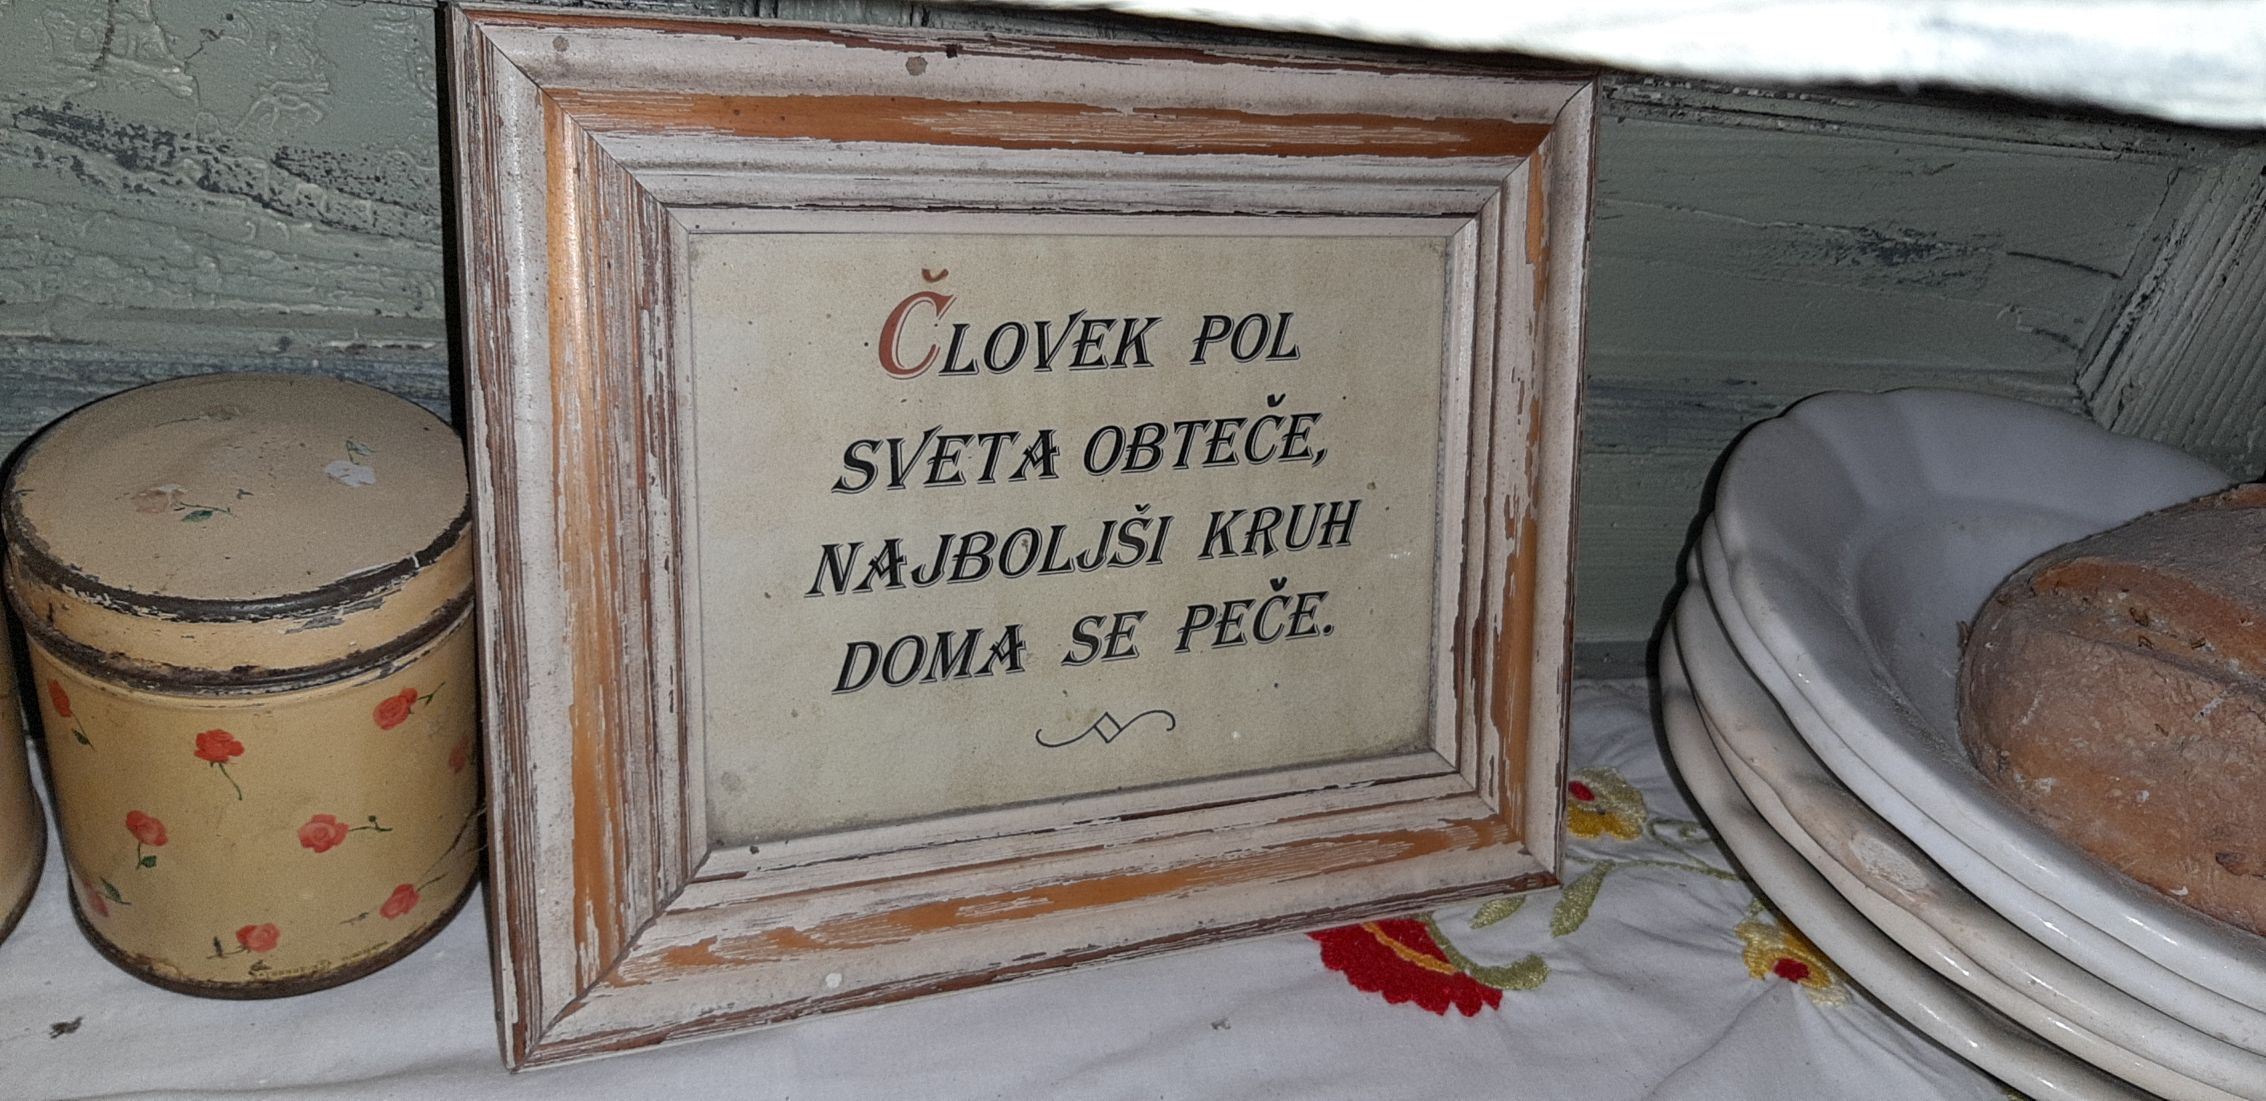 ČLOVEK POL
SVETA OBTEČE,
NAJBOLJŠI KRUH
DOMA SE PEČE.